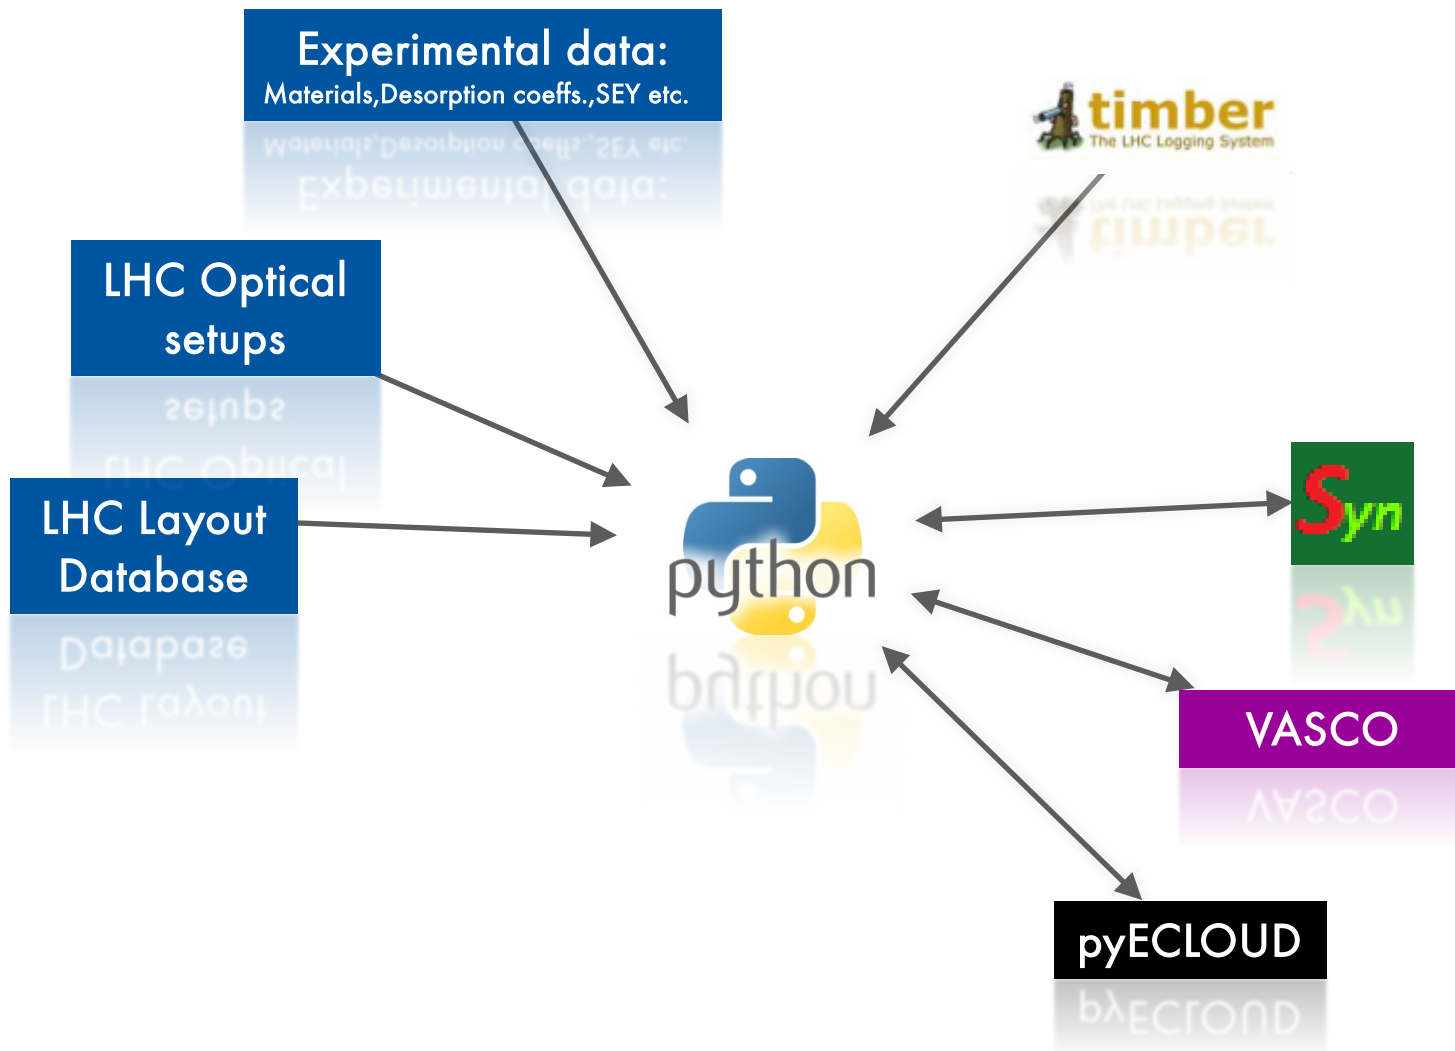 Experimental data:
Materials,Desorption coeffs.,SEY etc.
timber
The LHC Logging System
LHC Optical
setups
LHC Layout
Database
python
Syn
VASCO
pyECLOUD